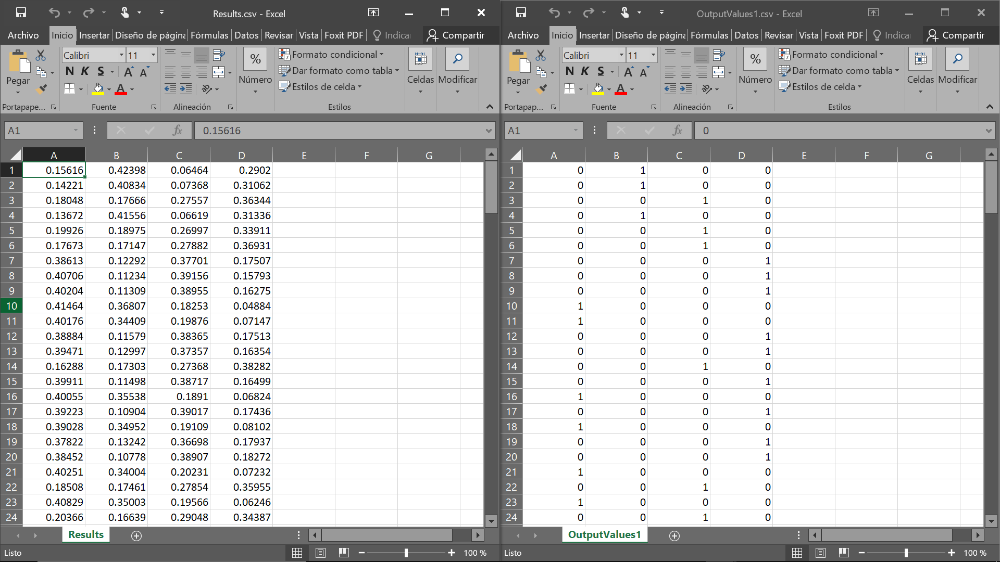 Results.csv - Excel
Archivo Inicio Insertar Diseño de página Fórmulas Datos Revisar Vista Foxit PDF Indica Compartir
Calibri 11 % Formato condicional
N K S A A Dar formato como tabla
Pegar Número Celdas Modificar
A Estilos de celda
Portapape... Fuente Alineación Estilos
A1 fx 0.15616
A B C D E F G
1 0.15616 0.42398 0.06464 0.2902
2 0.14221 0.40834 0.07368 0.31062
3 0.18048 0.17666 0.27557 0.36344
4 0.13672 0.41556 0.06619 0.31336
5 0.19926 0.18975 0.26997 0.33911
6 0.17673 0.17147 0.27882 0.36931
7 0.38613 0.12292 0.37701 0.17507
8 0.40706 0.11234 0.39156 0.15793
9 0.40204 0.11309 0.38955 0.16275
10 0.41464 0.36807 0.18253 0.04884
11 0.40176 0.34409 0.19876 0.07147
12 0.38884 0.11579 0.38365 0.17513
13 0.39471 0.12997 0.37357 0.16354
14 0.16288 0.17303 0.27368 0.38282
15 0.39911 0.11498 0.38717 0.16499
16 0.40055 0.35538 0.1891 0.06824
17 0.39223 0.10904 0.39017 0.17436
18 0.39028 0.34952 0.19109 0.08102
19 0.37822 0.13242 0.36698 0.17937
20 0.38452 0.10778 0.38907 0.18272
21 0.40251 0.34004 0.20231 0.07232
22 0.18508 0.17461 0.27854 0.35955
23 0.40829 0.35003 0.19566 0.06246
24 0.20366 0.16639 0.29048 0.34387
Results
Listo 100 %
OutputValues1.csv - Excel
Archivo Inicio Insertar Diseño de página Fórmulas Datos Revisar Vista Foxit PDF Indica Compartir
Calibri 11 % Formato condicional
N K S A A Dar formato como tabla
Pegar Número Celdas Modificar
A Estilos de celda
Portapap... Fuente Alineación Estilos
A1 fx 0
A B C D E F G
1 0 1 0 0
2 0 1 0 0
3 0 0 1 0
4 0 1 0 0
5 0 0 1 0
6 0 0 1 0
7 0 0 0 1
8 0 0 0 1
9 0 0 0 1
10 1 0 0 0
11 1 0 0 0
12 0 0 0 1
13 0 0 0 1
14 0 0 1 0
15 0 0 0 1
16 1 0 0 0
17 0 0 0 1
18 1 0 0 0
19 0 0 0 1
20 0 0 0 1
21 1 0 0 0
22 0 0 1 0
23 1 0 0 0
24 0 0 1 0
OutputValues1
Listo 100 %